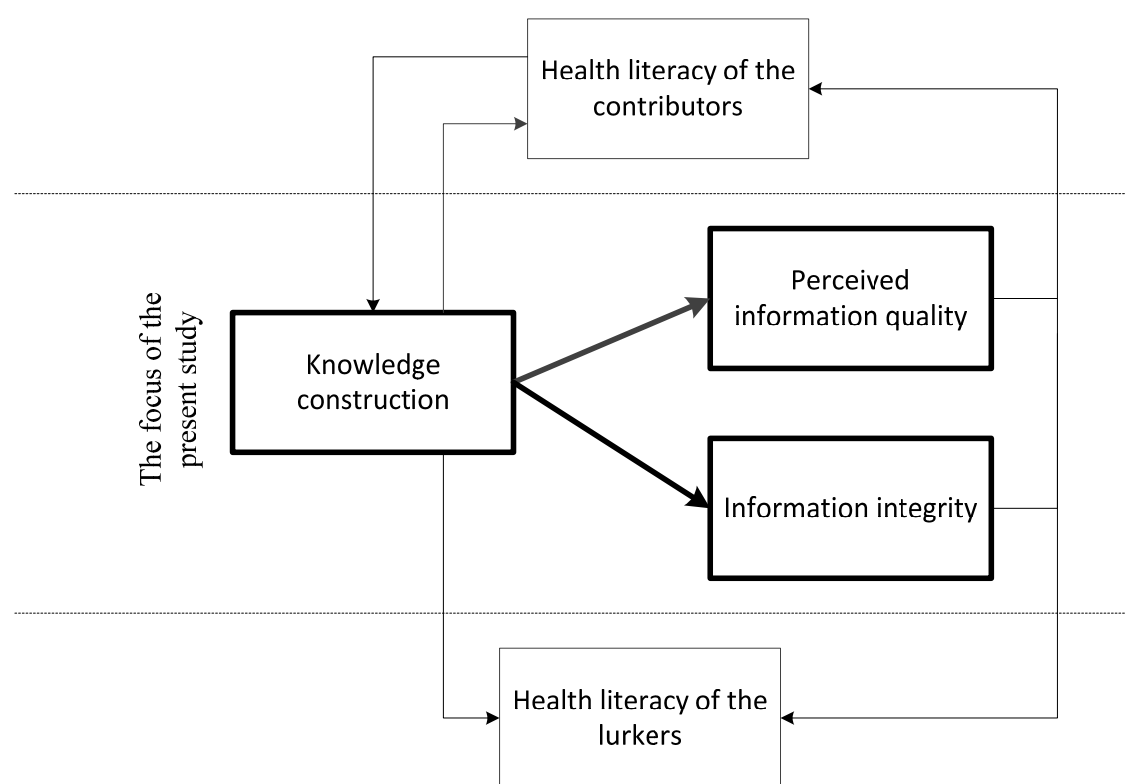 Health literacy of the
contributors
The focus of the
present study
Knowledge
construction
Perceived
information quality
Information integrity
Health literacy of the
lurkers